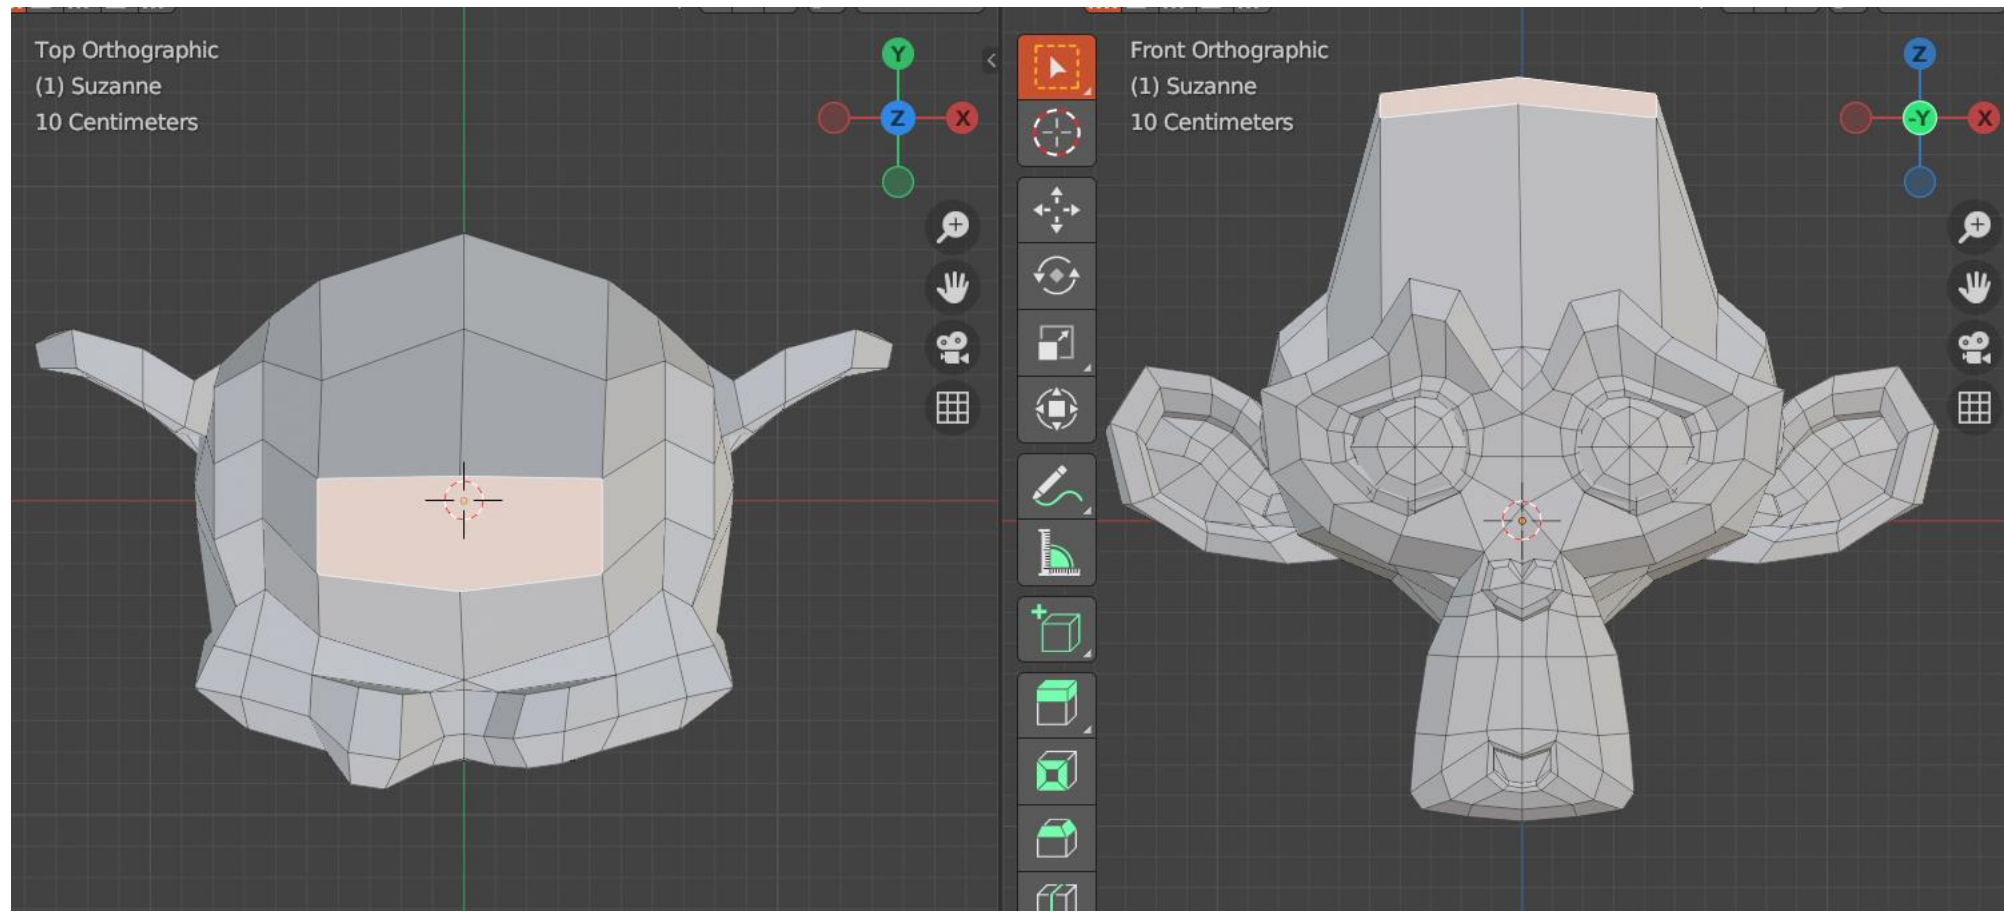 Top Orthographic
(1) Suzanne
10 Centimeters
Y
Z
X
Front Orthographic
(1) Suzanne
10 Centimeters
Z
-Y
X